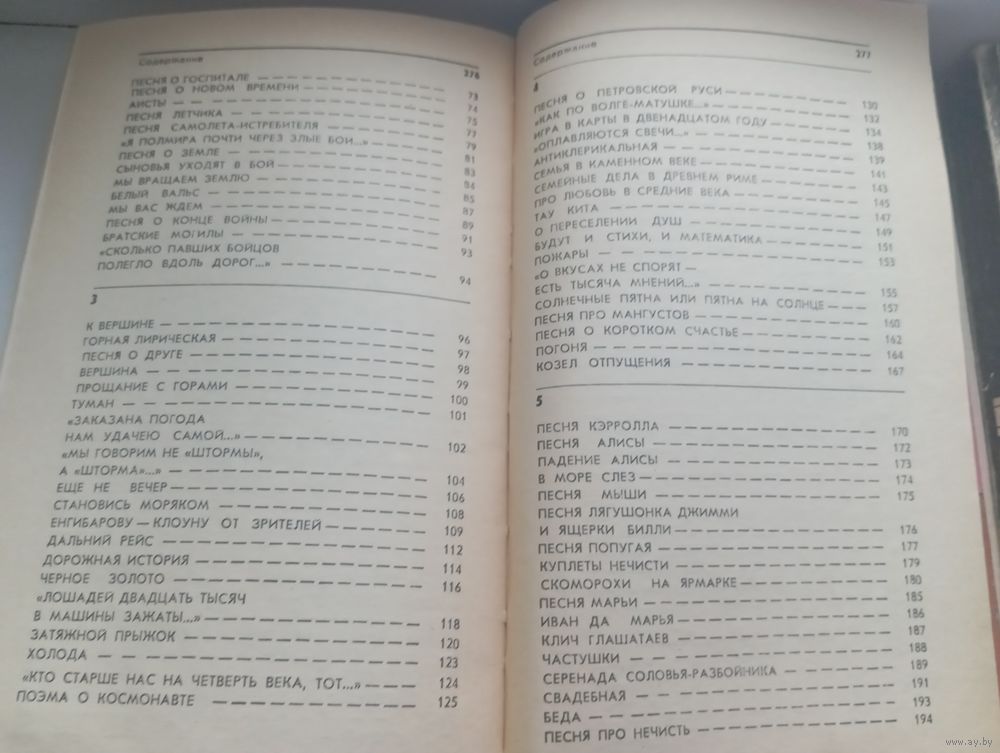 Содержание 276
ПЕСНЯ О ГОСПИТАЛЕ — 73
ПЕСНЯ О НОВОМ ВРЕМЕНИ — 74
АИСТЫ — 75
ПЕСНЯ ЛЕТЧИКА — 77
ПЕСНЯ САМОЛЕТА-ИСТРЕБИТЕЛЯ — 79
«Я ПОЛМИРА ПОЧТИ ЧЕРЕЗ ЗЛЫЕ БОИ...» — 81
ПЕСНЯ О ЗЕМЛЕ — 83
СЫНОВЬЯ УХОДЯТ В БОЙ — 84
МЫ ВРАЩАЕМ ЗЕМЛЮ — 85
БЕЛЫЙ ВАЛЬС — 87
МЫ ВАС ЖДЕМ — 89
ПЕСНЯ О КОНЦЕ ВОЙНЫ — 91
БРАТСКИЕ МОГИЛЫ — 93
«СКОЛЬКО ПАВШИХ БОЙЦОВ
ПОЛЕГЛО ВДОЛЬ ДОРОГ...» — 94
3
К ВЕРШИНЕ — 96
ГОРНАЯ ЛИРИЧЕСКАЯ — 97
ПЕСНЯ О ДРУГЕ — 98
ВЕРШИНА — 99
ПРОЩАНИЕ С ГОРАМИ — 100
ТУМАН — 101
«ЗАКАЗАНА ПОГОДА
НАМ УДАЧЕЮ САМОЙ...» — 102
«МЫ ГОВОРИМ НЕ «ШТОРМЫ»,
А «ШТОРМА»...» — 104
ЕЩЕ НЕ ВЕЧЕР — 106
СТАНОВИСЬ МОРЯКОМ — 108
ЕНГИБАРОВУ — КЛОУНУ ОТ ЗРИТЕЛЕЙ — 109
ДАЛЬНИЙ РЕЙС — 112
ДОРОЖНАЯ ИСТОРИЯ — 114
ЧЕРНОЕ ЗОЛОТО — 116
«ЛОШАДЕЙ ДВАДЦАТЬ ТЫСЯЧ
В МАШИНЫ ЗАЖАТЫ...» — 118
ЗАТЯЖНОЙ ПРЫЖОК — 120
ХОЛОДА — 123
«КТО СТАРШЕ НАС НА ЧЕТВЕРТЬ ВЕКА, ТОТ...» — 124
ПОЭМА О КОСМОНАВТЕ — 125
Содержание 277
4
ПЕСНЯ О ПЕТРОВСКОЙ РУСИ — 130
«КАК ПО ВОЛГЕ-МАТУШКЕ...» — 132
ИГРА В КАРТЫ В ДВЕНАДЦАТОМ ГОДУ — 134
«ОПЛАВЛЯЮТСЯ СВЕЧИ...» — 138
АНТИКЛЕРИКАЛЬНАЯ — 139
СЕМЬЯ В КАМЕННОМ ВЕКЕ — 141
СЕМЕЙНЫЕ ДЕЛА В ДРЕВНЕМ РИМЕ — 143
ПРО ЛЮБОВЬ В СРЕДНИЕ ВЕКА — 145
ТАУ КИТА — 147
О ПЕРЕСЕЛЕНИИ ДУШ — 149
БУДУТ И СТИХИ, И МАТЕМАТИКА — 151
ПОЖАРЫ — 153
«О ВКУСАХ НЕ СПОРЯТ —
ЕСТЬ ТЫСЯЧА МНЕНИЙ...» — 155
СОЛНЕЧНЫЕ ПЯТНА ИЛИ ПЯТНА НА СОЛНЦЕ — 157
ПЕСНЯ ПРО МАНГУСТОВ — 160
ПЕСНЯ О КОРОТКОМ СЧАСТЬЕ — 162
ПОГОНЯ — 164
КОЗЕЛ ОТПУЩЕНИЯ — 167
5
ПЕСНЯ КЭРРОЛЛА — 170
ПЕСНЯ АЛИСЫ — 172
ПАДЕНИЕ АЛИСЫ — 173
В МОРЕ СЛЕЗ — 174
ПЕСНЯ МЫШИ — 175
ПЕСНЯ ЛЯГУШОНКА ДЖИММИ
И ЯЩЕРКИ БИЛЛИ — 176
ПЕСНЯ ПОПУГАЯ — 177
КУПЛЕТЫ НЕЧИСТИ — 179
СКОМОРОХИ НА ЯРМАРКЕ — 180
ПЕСНЯ МАРЬИ — 185
ИВАН ДА МАРЬЯ — 186
КЛИЧ ГЛАШАТАЕВ — 187
ЧАСТУШКИ — 188
СЕРЕНАДА СОЛОВЬЯ-РАЗБОЙНИКА — 189
СВАДЕБНАЯ — 191
БЕДА — 193
ПЕСНЯ ПРО НЕЧИСТЬ — 194
www.ay.by